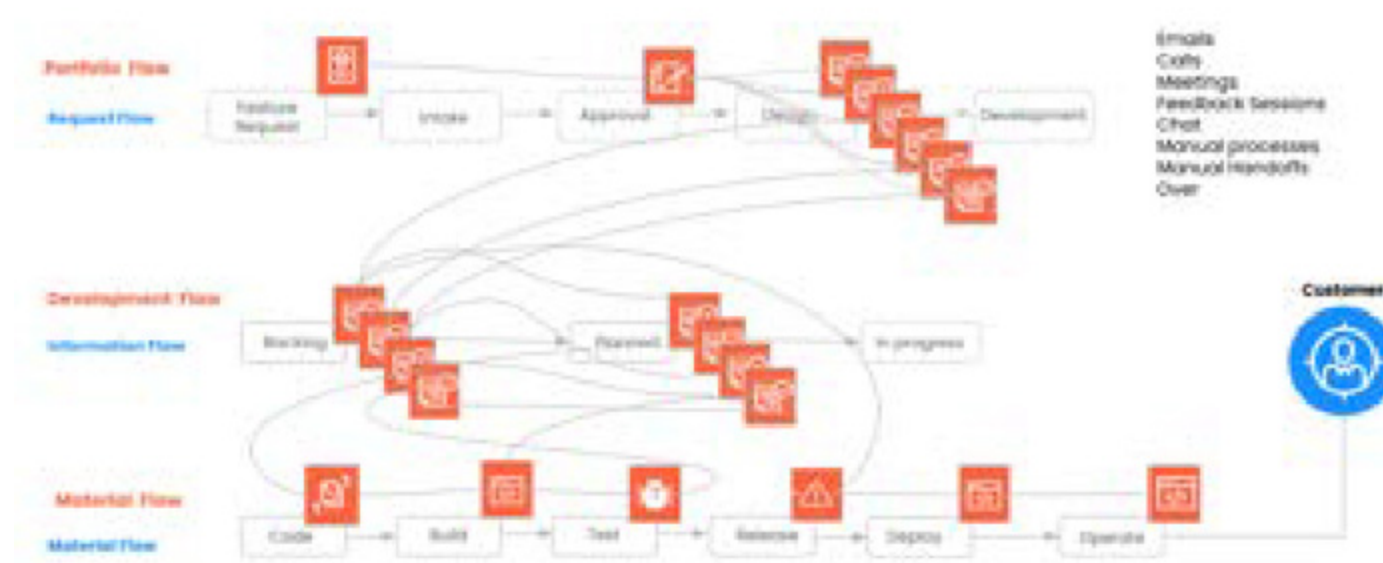 Portfolio Flow
Request Flow
Feature
Request
Intake
Approval
Design
Development
Emails
Calls
Meetings
Feedback Sessions
Chat
Manual processes
Manual Handoffs
Over
Development Flow
Information Flow
Planned
In progress
Customer
Material Flow
Material Flow
Code
Build
Test
Release
Deploy
Operate